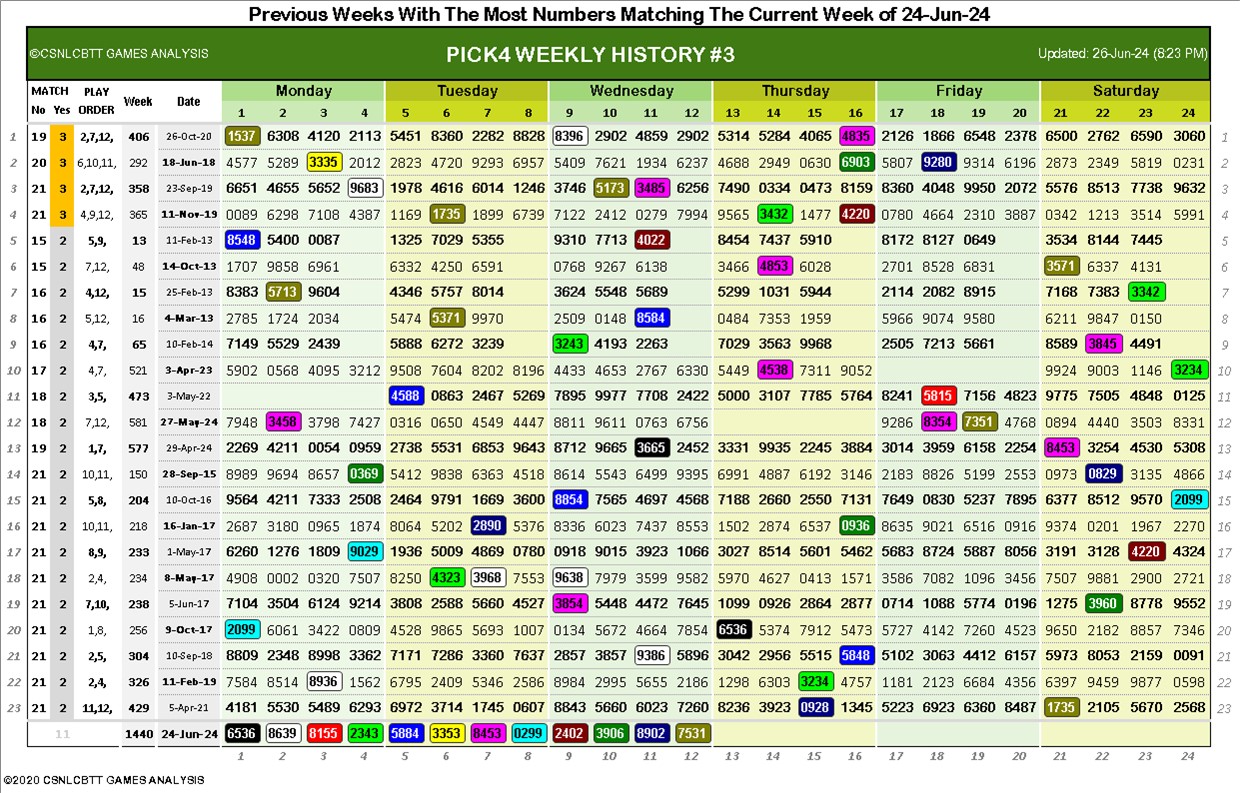 Previous Weeks With The Most Numbers Matching The Current Week of 24-Jun-24
©CSNLCBTT GAMES ANALYSIS PICK4 WEEKLY HISTORY #3 Updated: 26-Jun-24 (8:23 PM)
MATCH PLAY Week Date Monday Tuesday Wednesday Thursday Friday Saturday
No Yes ORDER 1 2 3 4 5 6 7 8 9 10 11 12 13 14 15 16 17 18 19 20 21 22 23 24
1 19 3 2,7,12, 406 26-Oct-20 1537 6308 4120 2113 5451 8360 2282 8828 8396 2902 4859 2902 5314 5284 4065 4835 2126 1866 6548 2378 6500 2762 6590 3060 1
2 20 3 6,10,11, 292 18-Jun-18 4577 5289 3335 2012 2823 4720 9293 6957 5409 7621 1934 6237 4688 2949 0630 6903 5807 9280 9314 6196 2873 2349 5819 0231 2
3 21 3 2,7,12, 358 23-Sep-19 6651 4655 5652 9683 1978 4616 6014 1246 3746 5173 3485 6256 7490 0334 0473 8159 8360 4048 9950 2072 5576 8513 7738 9632 3
4 21 3 4,9,12, 365 11-Nov-19 0089 6298 7108 4387 1169 1735 1899 6739 7122 2412 0279 7994 9565 3432 1477 4220 0780 4664 2310 3887 0342 1213 3514 5991 4
5 15 2 5,9, 13 11-Feb-13 8548 5400 0087 1325 7029 5355 9310 7713 4022 8454 7437 5910 8172 8127 0649 3534 8144 7445 5
6 15 2 7,12, 48 14-Oct-13 1707 9858 6961 6332 4250 6591 0768 9267 6138 3466 4853 6028 2701 8528 6831 3571 6337 4131 6
7 16 2 4,12, 15 25-Feb-13 8383 5713 9604 4346 5757 8014 3624 5548 5689 5299 1031 5944 2114 2082 8915 7168 7383 3342 7
8 16 2 5,12, 16 4-Mar-13 2785 1724 2034 5474 5371 9970 2509 0148 8584 0484 7353 1959 5966 9074 9580 6211 9847 0150 8
9 16 2 4,7, 65 10-Feb-14 7149 5529 2439 5888 6272 3239 3243 4193 2263 7029 3563 9968 2505 7213 5661 8589 3845 4491 9
10 17 2 4,7, 521 3-Apr-23 5902 0568 4095 3212 9508 7604 8202 8196 4433 4653 2767 6330 5449 4538 7311 9052 9924 9003 1146 3234 10
11 18 2 3,5, 473 3-May-22 4588 0863 2467 5269 7895 9977 7708 2422 5000 3107 7785 5764 8241 5815 7156 4823 9775 7505 4848 0125 11
12 18 2 7,12, 581 27-May-24 7948 3458 3798 7427 0316 0650 4549 4447 8811 9611 0763 6756 9286 8354 7351 4768 0894 4440 3503 8331 12
13 19 2 1,7, 577 29-Apr-24 2269 4211 0054 0959 2738 5531 6853 9643 8712 9665 3665 2452 3331 9935 2245 3884 3014 3959 6158 2254 8453 3254 4530 5308 13
14 21 2 10,11, 150 28-Sep-15 8989 9694 8657 0369 5412 9838 6363 4518 8614 5543 6499 9395 6991 4887 6192 3146 2183 8826 5199 2553 0973 0829 3135 4866 14
15 21 2 5,8, 204 10-Oct-16 9564 4211 7333 2508 2464 9791 1669 3600 8854 7565 4697 4568 7188 2660 2550 7131 7649 0830 5237 7895 6377 8512 9570 2099 15
16 21 2 10,11, 218 16-Jan-17 2687 3180 0965 1874 8064 5202 2890 5376 8336 6023 7437 8553 1502 2874 6537 0936 8635 9021 6516 0916 9374 0201 1967 2270 16
17 21 2 8,9, 233 1-May-17 6260 1276 1809 9029 1936 5009 4869 0780 0918 9015 3923 1066 3027 8514 5601 5462 5683 8724 5887 8056 3191 3128 4220 4324 17
18 21 2 2,4, 234 8-May-17 4908 0002 0320 7507 8250 4323 3968 7553 9638 7979 3599 9582 5970 4627 0413 1571 3586 7082 1096 3456 7507 9881 2900 2721 18
19 21 2 7,10, 238 5-Jun-17 7104 3504 6124 9214 3808 2588 5660 4527 3854 5448 4472 7645 1099 0926 2864 2877 0714 1088 5774 0196 1275 3960 8778 9552 19
20 21 2 1,8, 256 9-Oct-17 2099 6061 3422 0809 4528 9865 5693 1007 0134 5672 4664 7854 6536 5374 7912 5473 5727 4142 7260 4523 9650 2182 8857 7346 20
21 21 2 2,5, 304 10-Sep-18 8809 2348 8998 3362 7171 7286 3360 7637 2857 3857 9386 5896 3042 2956 5515 5848 5102 3063 4412 6157 5973 8053 2159 0091 21
22 21 2 2,4, 326 11-Feb-19 7584 8514 8936 1562 6795 2409 5346 2586 8984 2995 5655 2186 1298 6303 3234 4757 1181 2123 6684 4356 6397 9459 9877 0598 22
23 21 2 11,12, 429 5-Apr-21 4181 5530 5489 6293 6972 3714 1745 0607 8843 5660 6023 7260 8236 3923 0928 1345 5223 6923 6360 8487 1735 2105 5670 2568 23
11 1440 24-Jun-24 6536 8639 8155 2343 5884 3353 8453 0299 2402 3906 8902 7531
1 2 3 4 5 6 7 8 9 10 11 12 13 14 15 16 17 18 19 20 21 22 23 24
©2020 CSNLCBTT GAMES ANALYSIS